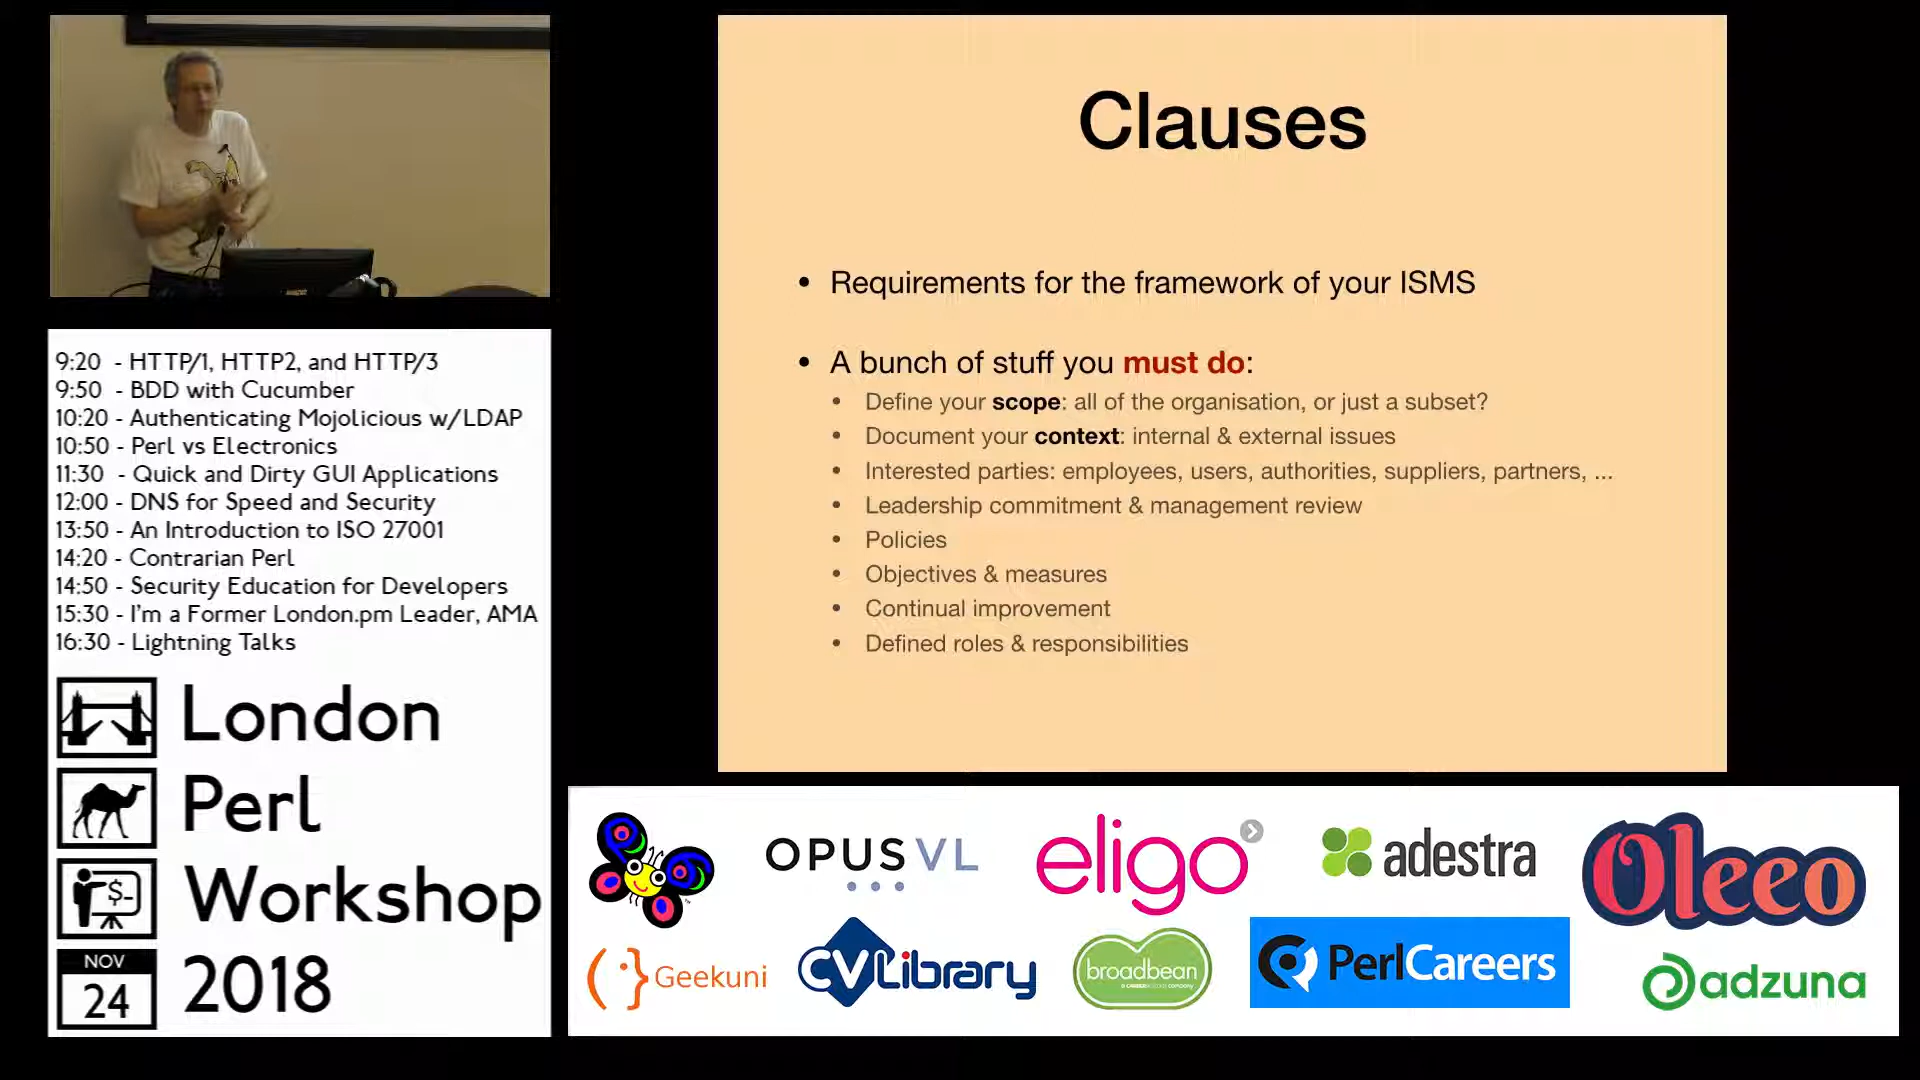 Clauses
• Requirements for the framework of your ISMS
• A bunch of stuff you must do:
• Define your scope: all of the organisation, or just a subset?
• Document your context: internal & external issues
• Interested parties: employees, users, authorities, suppliers, partners, ...
• Leadership commitment & management review
• Policies
• Objectives & measures
• Continual improvement
• Defined roles & responsibilities
9:20 - HTTP/1, HTTP2, and HTTP/3
9:50 - BDD with Cucumber
10:20 - Authenticating Mojolicious w/LDAP
10:50 - Perl vs Electronics
11:30 - Quick and Dirty GUI Applications
12:00 - DNS for Speed and Security
13:50 - An Introduction to ISO 27001
14:20 - Contrarian Perl
14:50 - Security Education for Developers
15:30 - I'm a Former London.pm Leader, AMA
16:30 - Lightning Talks
London
Perl
$-
Workshop
NOV
24
2018
OPUS VL
eligo
adestra
Oleeo
Geekuni
CVLibrary
broadbean
PerlCareers
adzuna